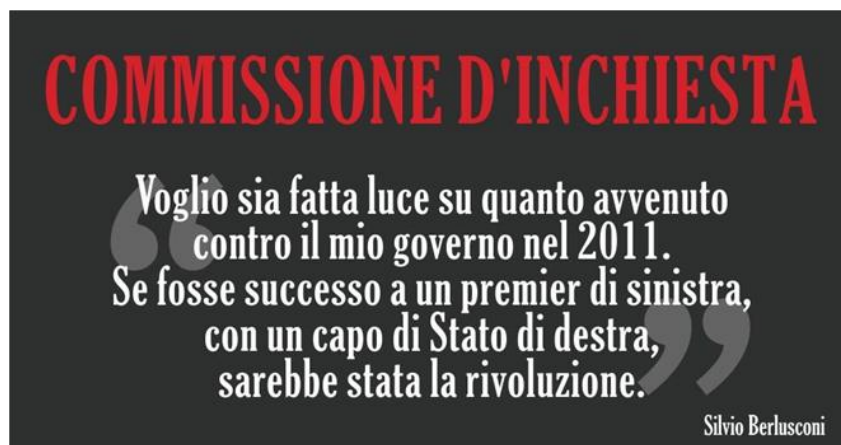 COMMISSIONE D'INCHIESTA
Voglio sia fatta luce su quanto avvenuto
contro il mio governo nel 2011.
Se fosse successo a un premier di sinistra,
con un capo di Stato di destra,
sarebbe stata la rivoluzione.
Silvio Berlusconi